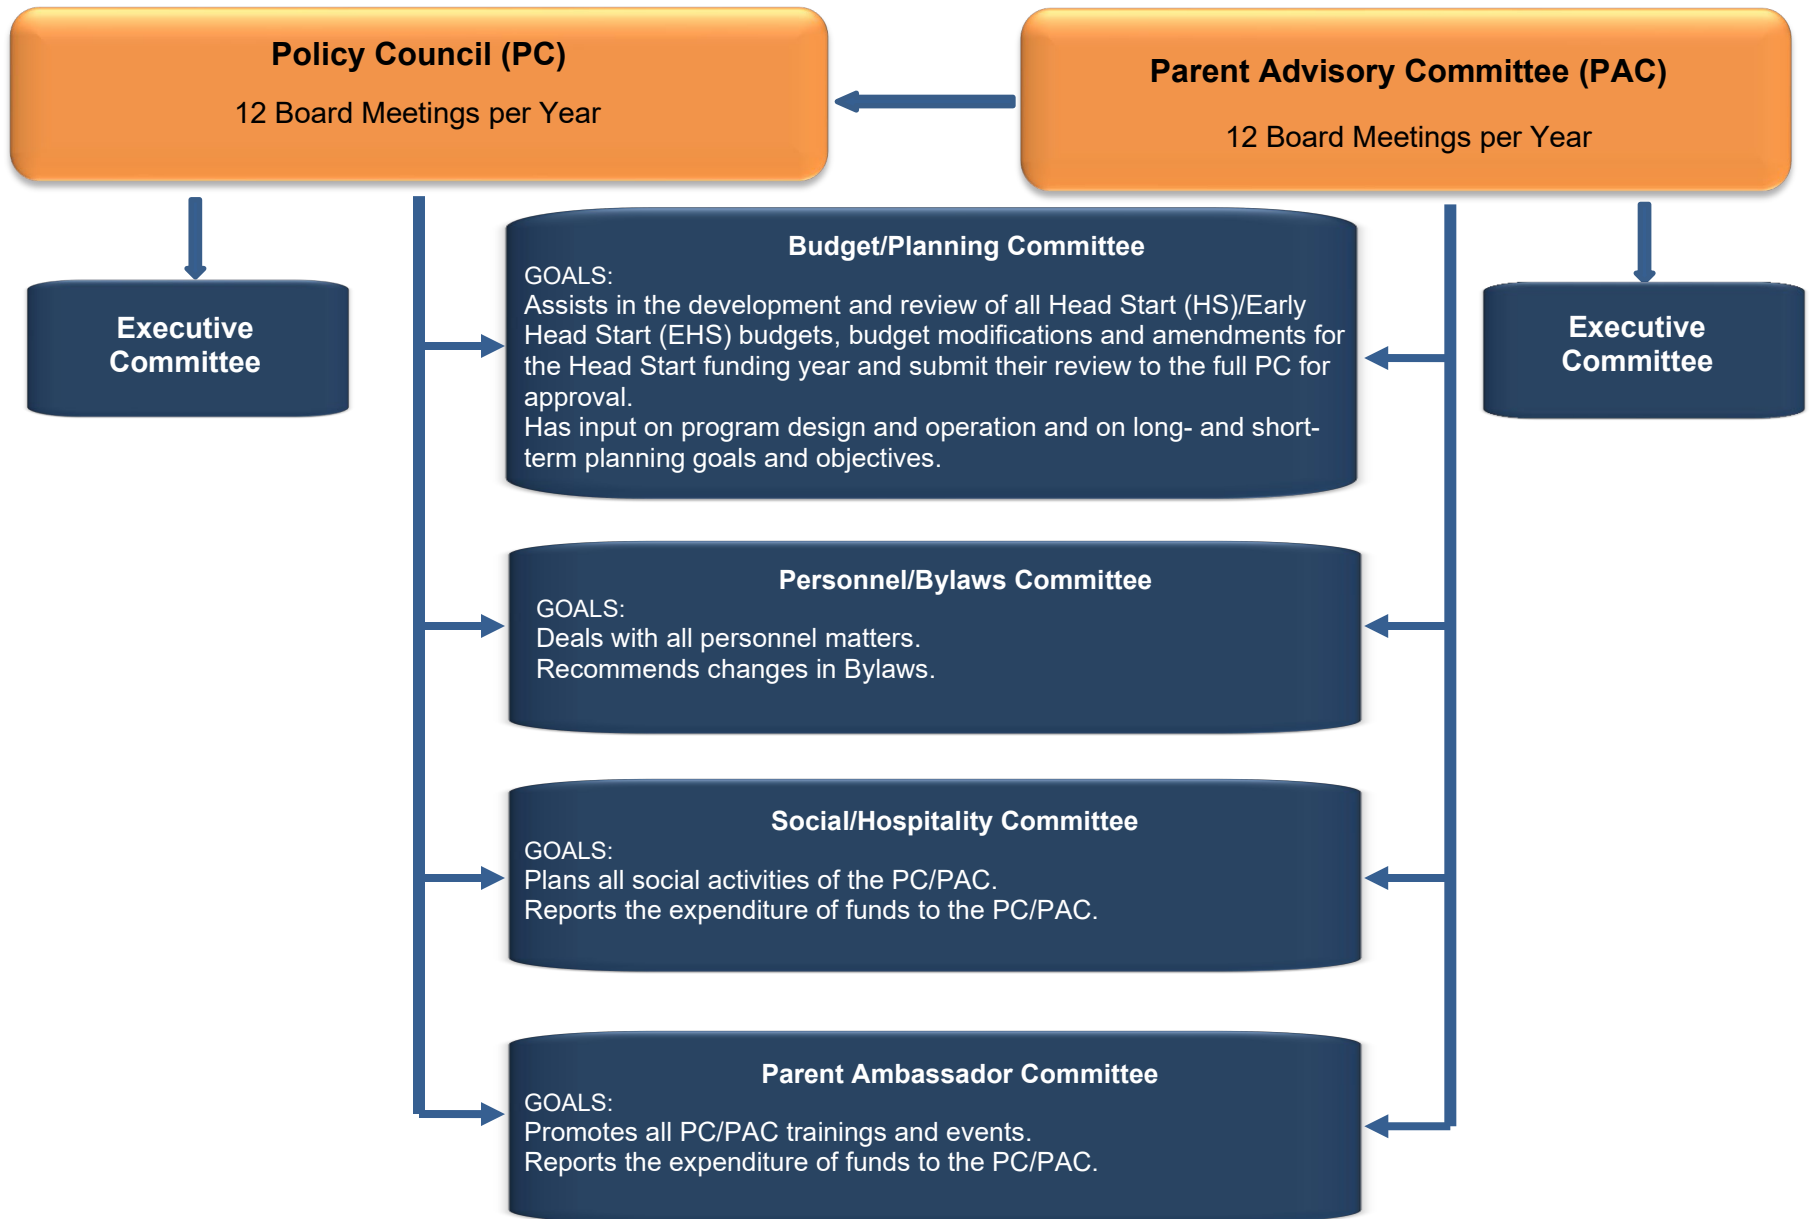 Policy Council (PC)
12 Board Meetings per Year
Parent Advisory Committee (PAC)
12 Board Meetings per Year
Executive
Committee
Budget/Planning Committee
GOALS:
Assists in the development and review of all Head Start (HS)/Early
Head Start (EHS) budgets, budget modifications and amendments for
the Head Start funding year and submit their review to the full PC for
approval.
Has input on program design and operation and on long- and short-
term planning goals and objectives.
Executive
Committee
Personnel/Bylaws Committee
GOALS:
Deals with all personnel matters.
Recommends changes in Bylaws.
Social/Hospitality Committee
GOALS:
Plans all social activities of the PC/PAC.
Reports the expenditure of funds to the PC/PAC.
Parent Ambassador Committee
GOALS:
Promotes all PC/PAC trainings and events.
Reports the expenditure of funds to the PC/PAC.